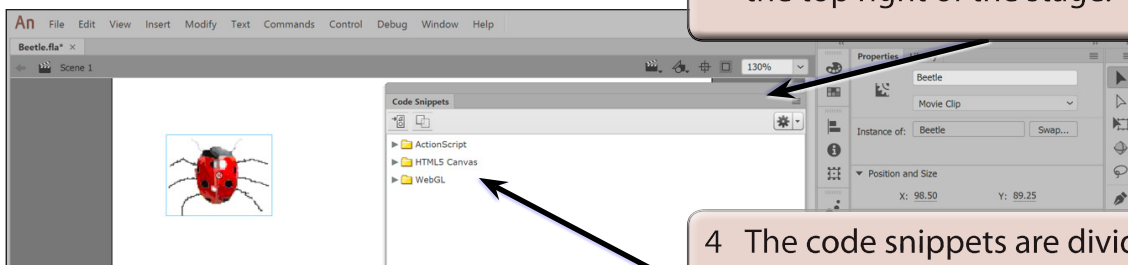 the top right of the stage.
An File Edit View Insert Modify Text Commands Control Debug Window Help
Beetle.fla* ×
Scene 1
130%
Properties
Beetle
Movie Clip
Instance of: Beetle Swap...
Position and Size
X: 98.50 Y: 89.25
Code Snippets
ActionScript
HTML5 Canvas
WebGL
4 The code snippets are divid